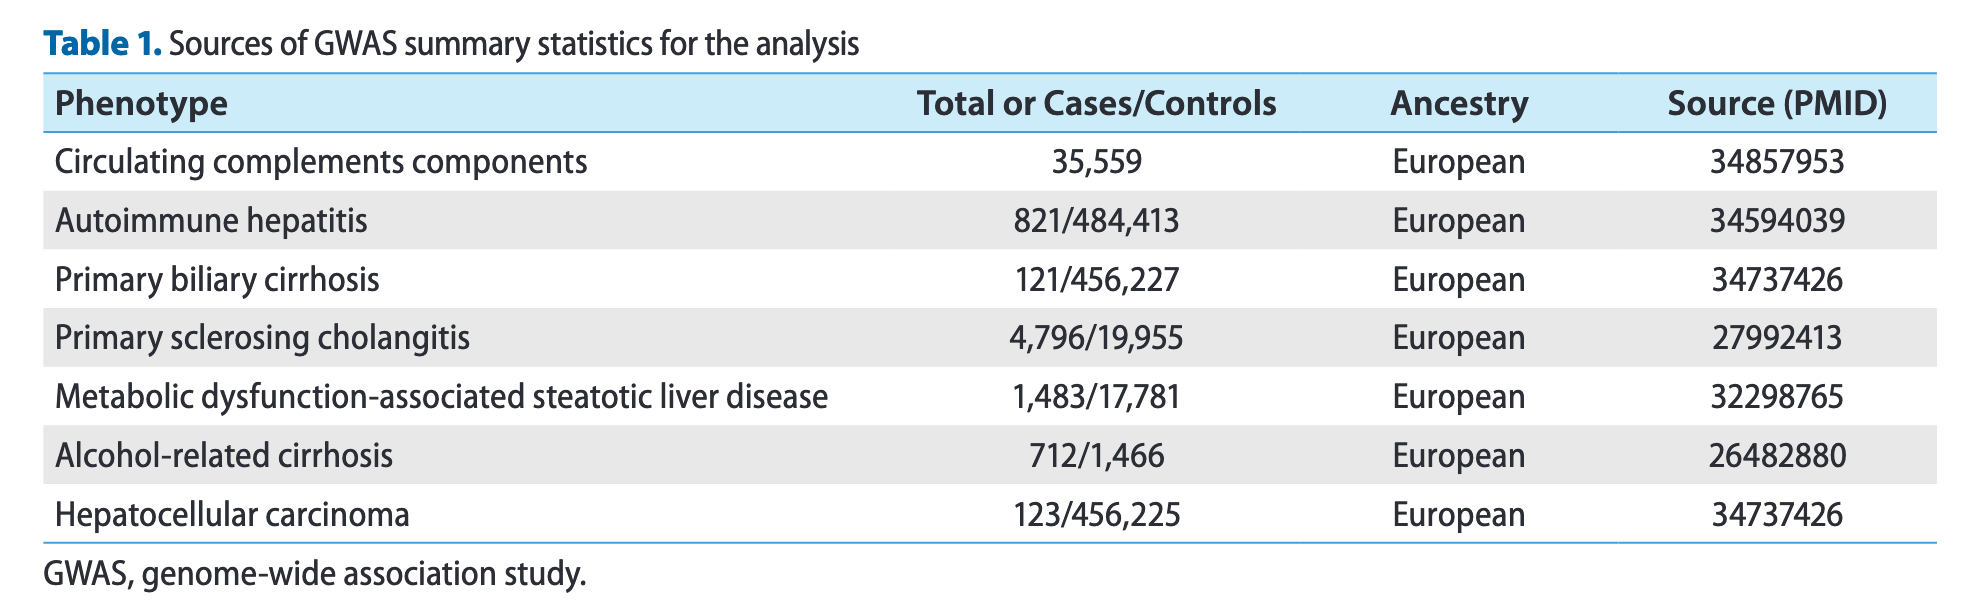 Table 1. Sources of GWAS summary statistics for the analysis
Phenotype Total or Cases/Controls Ancestry Source (PMID)
Circulating complements components 35,559 European 34857953
Autoimmune hepatitis 821/484,413 European 34594039
Primary biliary cirrhosis 121/456,227 European 34737426
Primary sclerosing cholangitis 4,796/19,955 European 27992413
Metabolic dysfunction-associated steatotic liver disease 1,483/17,781 European 32298765
Alcohol-related cirrhosis 712/1,466 European 26482880
Hepatocellular carcinoma 123/456,225 European 34737426
GWAS, genome-wide association study.